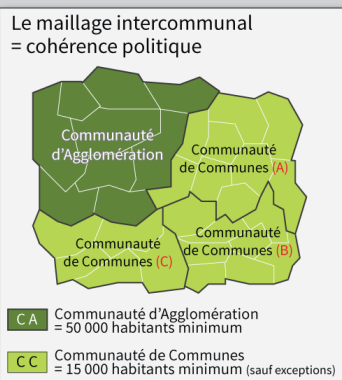 Le maillage intercommunal
= cohérence politique
Communauté
d'Agglomération
Communauté
de Communes (A)
Communauté
de Communes (B)
Communauté
de Communes (C)
C A
Communauté d'Agglomération
= 50 000 habitants minimum
C C
Communauté de Communes
= 15 000 habitants minimum (sauf exceptions)